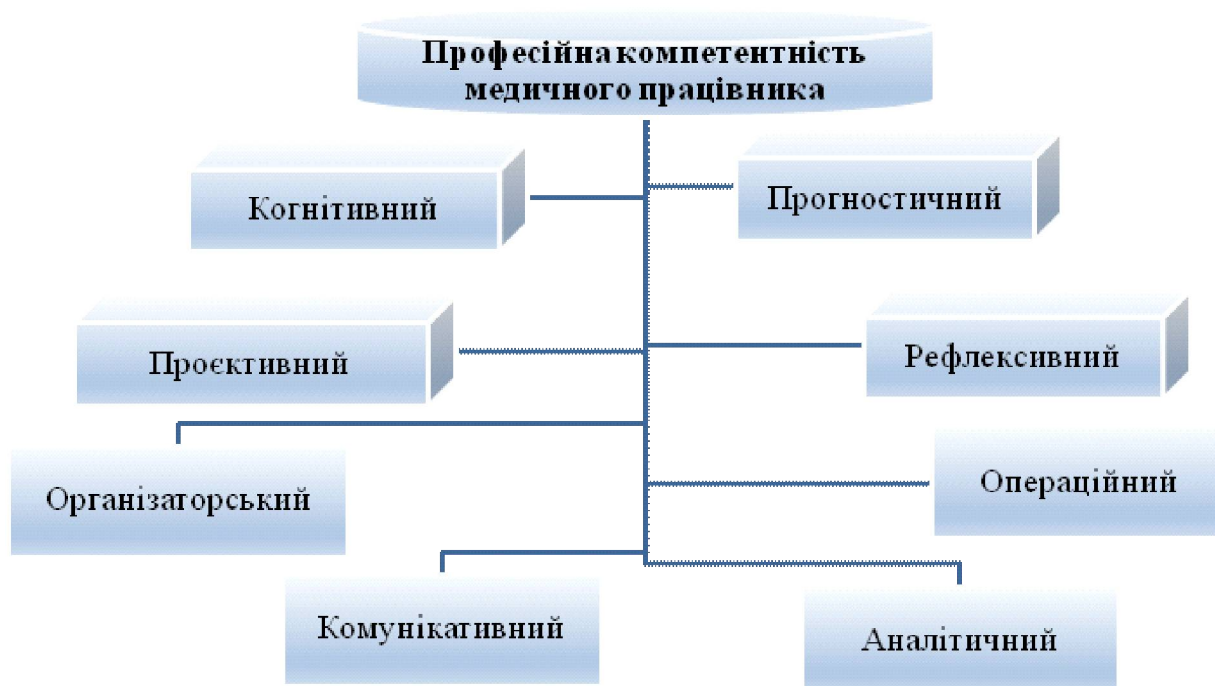 Професійна компетентність
медичного працівника
Когнітивний
Прогностичний
Проєктивний
Рефлексивний
Організаторський
Операційний
Комунікативний
Аналітичний